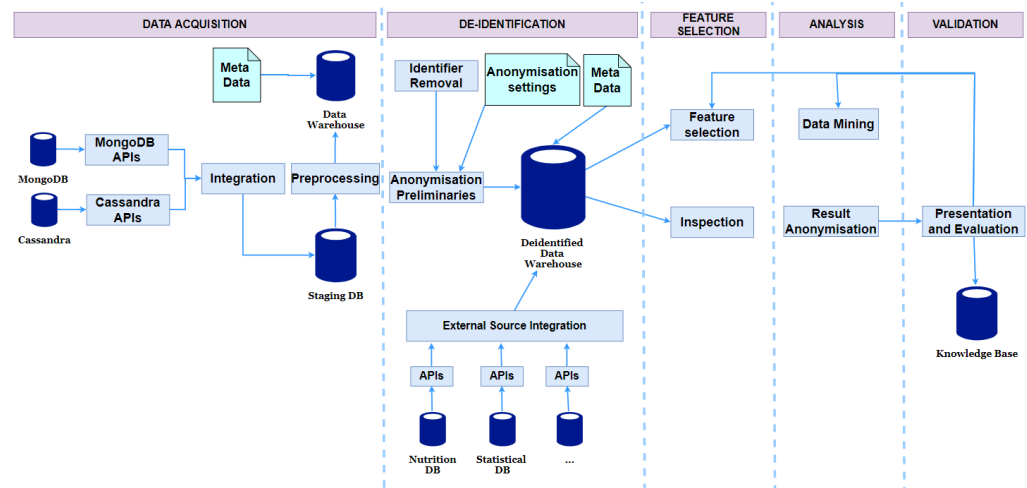 DATA ACQUISITION
DE-IDENTIFICATION
FEATURE
SELECTION
ANALYSIS
VALIDATION
Meta
Data
Data
Warehouse
MongoDB
MongoDB
APIs
Cassandra
Cassandra
APIs
Integration
Preprocessing
Staging DB
Identifier
Removal
Anonymisation
settings
Meta
Data
Anonymisation
Preliminaries
Deidentified
Data
Warehouse
External Source Integration
APIs
APIs
APIs
Nutrition
DB
Statistical
DB
...
Feature
selection
Inspection
Data Mining
Result
Anonymisation
Presentation
and Evaluation
Knowledge Base